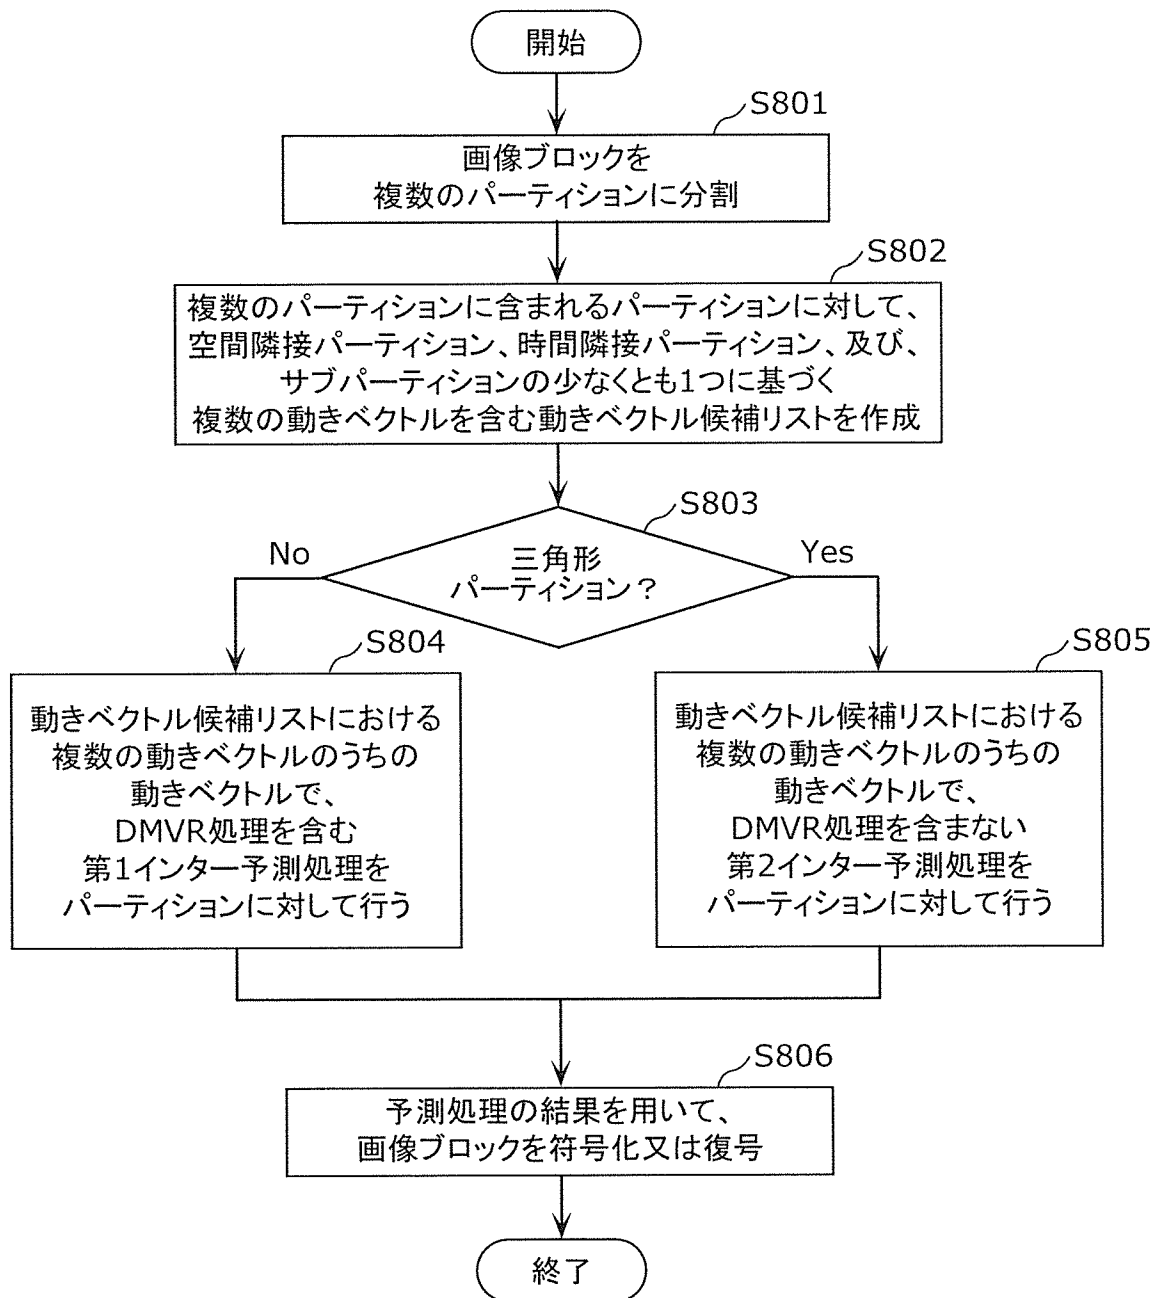 開始
S801
画像ブロックを
複数のパーティションに分割
S802
複数のパーティションに含まれるパーティションに対して、
空間隣接パーティション、時間隣接パーティション、及び、
サブパーティションの少なくとも1つに基づく
複数の動きベクトルを含む動きベクトル候補リストを作成
S803
三角形
パーティション？
No
Yes
S804
動きベクトル候補リストにおける
複数の動きベクトルのうちの
動きベクトルで、
DMVR処理を含む
第1インター予測処理を
パーティションに対して行う
S805
動きベクトル候補リストにおける
複数の動きベクトルのうちの
動きベクトルで、
DMVR処理を含まない
第2インター予測処理を
パーティションに対して行う
S806
予測処理の結果を用いて、
画像ブロックを符号化又は復号
終了